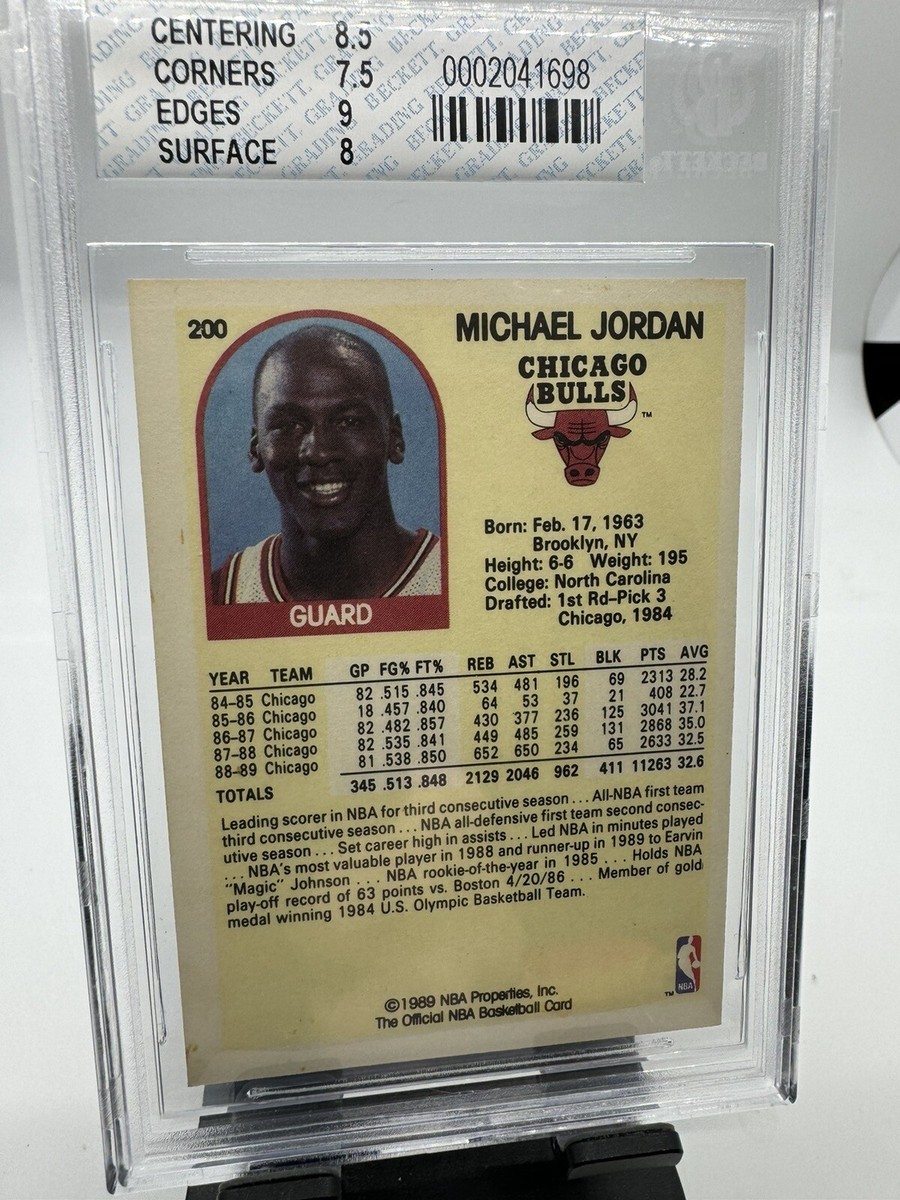 CENTERING 8.5
CORNERS 7.5 0002041698
EDGES 9
SURFACE 8
200
MICHAEL JORDAN
CHICAGO
BULLS
TM
Born: Feb. 17, 1963
Brooklyn, NY
Height: 6-6 Weight: 195
College: North Carolina
Drafted: 1st Rd–Pick 3
Chicago, 1984
GUARD
YEAR TEAM GP FG% FT% REB AST STL BLK PTS AVG
84-85 Chicago 82 .515 .845 534 481 196 69 2313 28.2
85-86 Chicago 18 .457 .840 64 53 37 21 408 22.7
86-87 Chicago 82 .482 .857 430 377 236 125 3041 37.1
87-88 Chicago 82 .535 .841 449 485 259 131 2868 35.0
88-89 Chicago 81 .538 .850 652 650 234 65 2633 32.5
TOTALS 345 .513 .848 2129 2046 962 411 11263 32.6
Leading scorer in NBA for third consecutive season . . . All-NBA first team
third consecutive season . . . NBA all-defensive first team second consec-
utive season . . . Set career high in assists . . . Led NBA in minutes played
. . . NBA's most valuable player in 1988 and runner-up in 1989 to Earvin
"Magic" Johnson . . . NBA rookie-of-the-year in 1985 . . . Holds NBA
play-off record of 63 points vs. Boston 4/20/86 . . . Member of gold
medal winning 1984 U.S. Olympic Basketball Team.
NBA
TM
©1989 NBA Properties, Inc.
The Official NBA Basketball Card